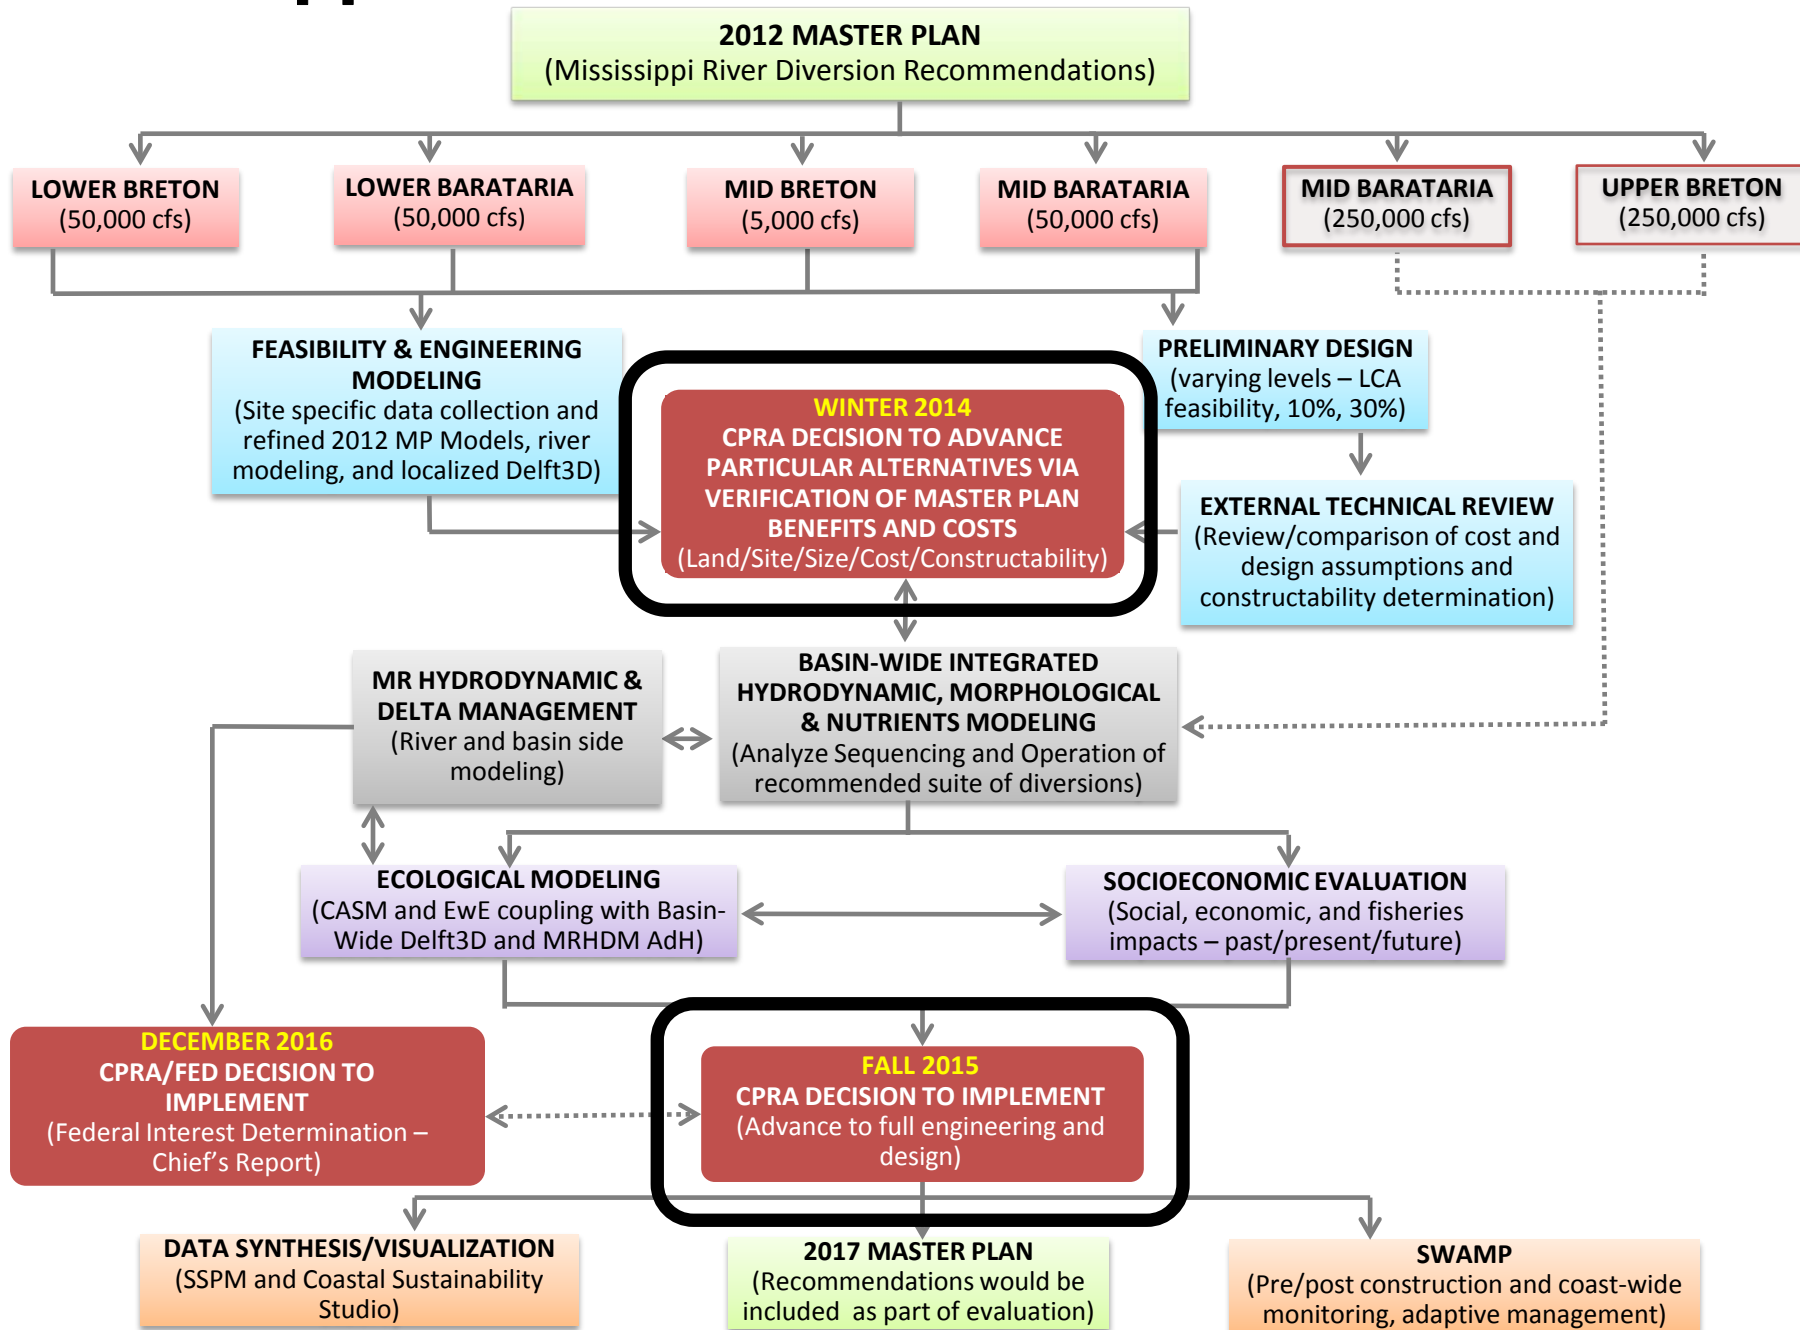 2012 MASTER PLAN
(Mississippi River Diversion Recommendations)
LOWER BRETON
(50,000 cfs)
LOWER BARATARIA
(50,000 cfs)
MID BRETON
(5,000 cfs)
MID BARATARIA
(50,000 cfs)
MID BARATARIA
(250,000 cfs)
UPPER BRETON
(250,000 cfs)
FEASIBILITY & ENGINEERING
MODELING
(Site specific data collection and
refined 2012 MP Models, river
modeling, and localized Delft3D)
WINTER 2014
CPRA DECISION TO ADVANCE
PARTICULAR ALTERNATIVES VIA
VERIFICATION OF MASTER PLAN
BENEFITS AND COSTS
(Land/Site/Size/Cost/Constructability)
PRELIMINARY DESIGN
(varying levels – LCA
feasibility, 10%, 30%)
EXTERNAL TECHNICAL REVIEW
(Review/comparison of cost and
design assumptions and
constructability determination)
MR HYDRODYNAMIC &
DELTA MANAGEMENT
(River and basin side
modeling)
BASIN-WIDE INTEGRATED
HYDRODYNAMIC, MORPHOLOGICAL
& NUTRIENTS MODELING
(Analyze Sequencing and Operation of
recommended suite of diversions)
ECOLOGICAL MODELING
(CASM and EwE coupling with Basin-
Wide Delft3D and MRHDM AdH)
SOCIOECONOMIC EVALUATION
(Social, economic, and fisheries
impacts – past/present/future)
DECEMBER 2016
CPRA/FED DECISION TO
IMPLEMENT
(Federal Interest Determination –
Chief's Report)
FALL 2015
CPRA DECISION TO IMPLEMENT
(Advance to full engineering and
design)
DATA SYNTHESIS/VISUALIZATION
(SSPM and Coastal Sustainability
Studio)
2017 MASTER PLAN
(Recommendations would be
included as part of evaluation)
SWAMP
(Pre/post construction and coast-wide
monitoring, adaptive management)